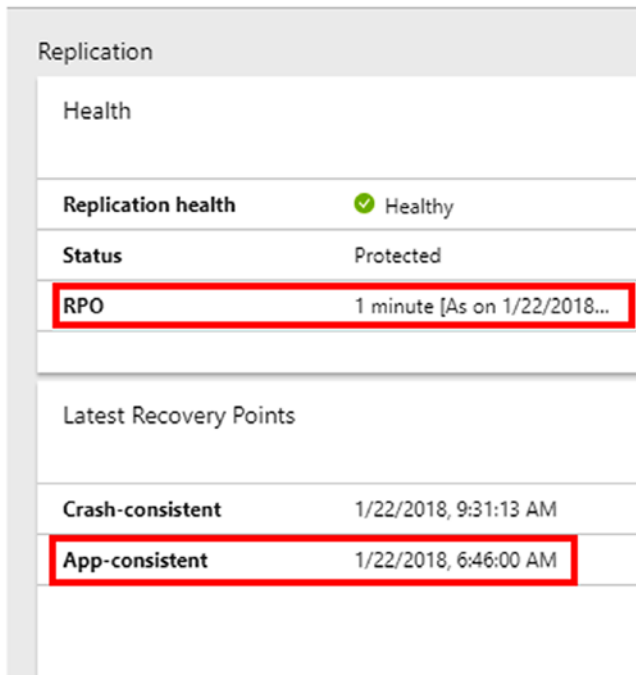 Replication
Health
Replication health Healthy
Status Protected
RPO 1 minute [As on 1/22/2018...
Latest Recovery Points
Crash-consistent 1/22/2018, 9:31:13 AM
App-consistent 1/22/2018, 6:46:00 AM